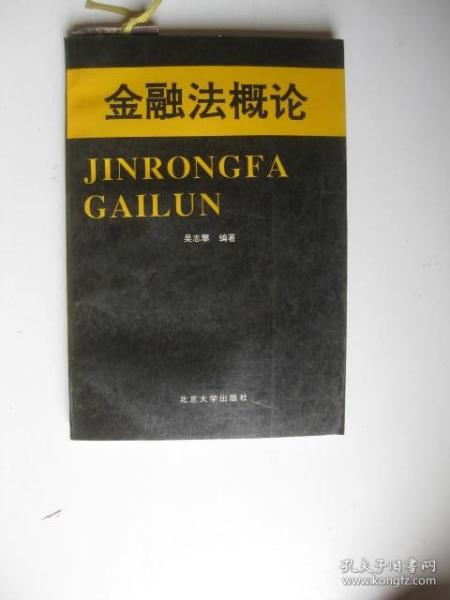 金融法概论
JINRONGFA
GAILUN
吴志攀 编著
北京大学出版社
孔夫子旧书网
www.kongfz.com